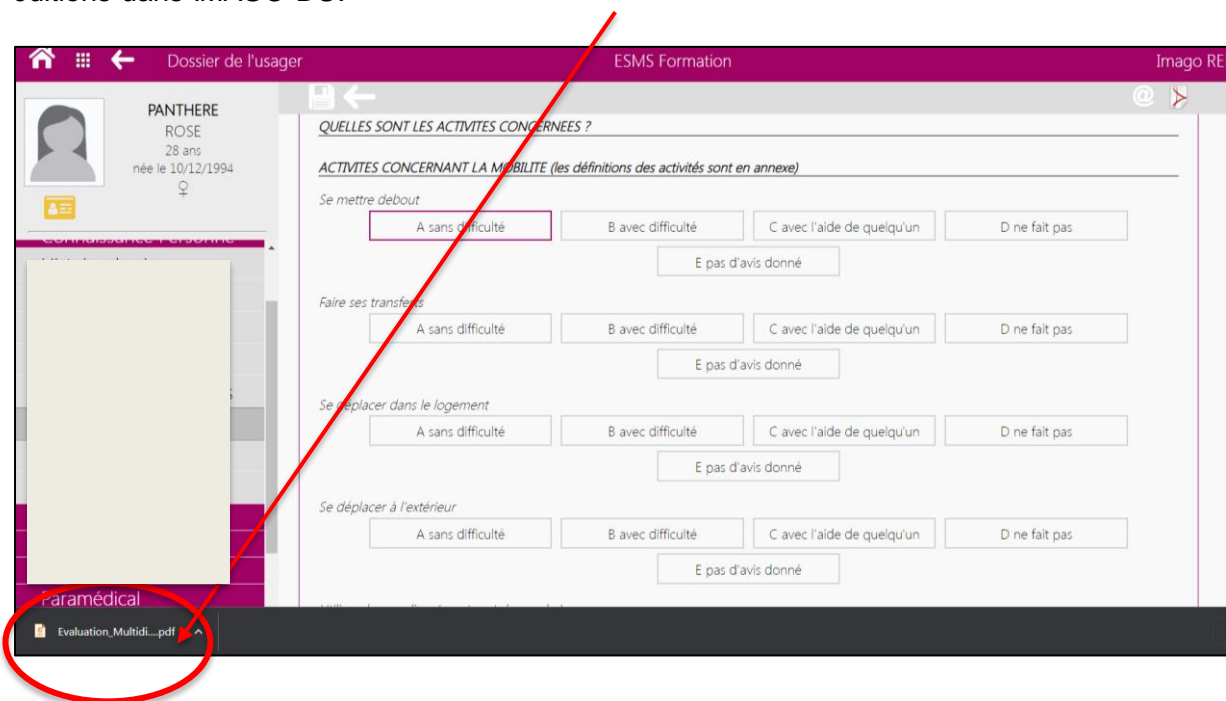 Dossier de l'usager ESMS Formation Imago RE
PANTHERE
ROSE
28 ans
née le 10/12/1994
QUELLES SONT LES ACTIVITES CONCERNEES ?
ACTIVITES CONCERNANT LA MOBILITE (les définitions des activités sont en annexe)
Se mettre debout
A sans difficulté B avec difficulté C avec l'aide de quelqu'un D ne fait pas
E pas d'avis donné
Faire ses transferts
A sans difficulté B avec difficulté C avec l'aide de quelqu'un D ne fait pas
E pas d'avis donné
Se déplacer dans le logement
A sans difficulté B avec difficulté C avec l'aide de quelqu'un D ne fait pas
E pas d'avis donné
Se déplacer à l'extérieur
A sans difficulté B avec difficulté C avec l'aide de quelqu'un D ne fait pas
E pas d'avis donné
Paramédical
Evaluation_Multidi....pdf